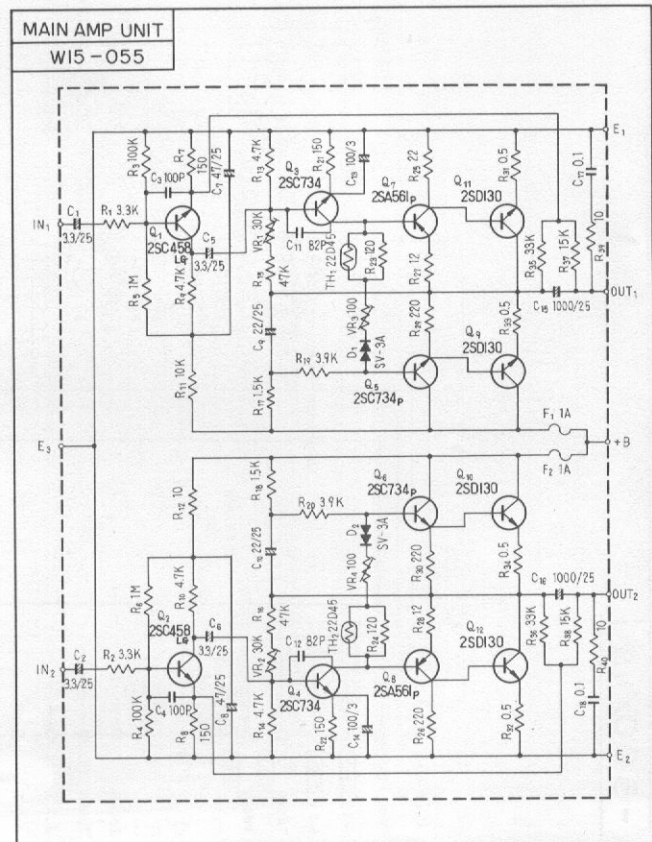 MAIN AMP UNIT
W15-055
E₁
R₃ 100K
R₇ 150
C₃ 100P
C₇ 47/25
R₁₃ 4.7K
Q₃
2SC734
R₂₁ 150
C₁₃ 100/3
Q₇
2SA561p
R₂₅ 22
Q₁₁
2SD130
R₃₁ 0.5
C₁₇ 0.1
IN₁
C₁
3.3/25
R₁ 3.3K
Q₁
2SC458
LG
C₅
3.3/25
VR₁ 30K
C₁₁ 82P
TH₁ 22D45
R₂₃ 120
R₂₇ 12
R₃₅ 33K
R₃₇ 15K
R₃₉ 10
R₅ 1M
R₉ 4.7K
R₁₅ 47K
C₁₅ 1000/25
OUT₁
C₉ 22/25
VR₃ 100
D₁
SV-3A
R₂₉ 220
Q₉
2SD130
R₃₃ 0.5
R₁₁ 10K
R₁₉ 3.9K
R₁₇ 1.5K
Q₅
2SC734p
F₁ 1A
E₃
+B
F₂ 1A
R₁₂ 10
R₁₈ 1.5K
R₂₀ 3.9K
Q₆
2SC734p
Q₁₀
2SD130
D₂
SV-3A
C₁₀ 22/25
VR₄ 100
R₃₀ 220
R₃₄ 0.5
R₆ 1M
R₁₀ 4.7K
C₁₆ 1000/25
OUT₂
Q₂
2SC458
LG
C₆
3.3/25
R₁₆ 47K
TH₂ 22D45
R₂₄ 120
R₂₈ 12
Q₁₂
2SD130
R₃₆ 33K
R₃₈ 15K
R₄₀ 10
IN₂
C₂
3.3/25
R₂ 3.3K
VR₂ 30K
C₁₂ 82P
Q₈
2SA561p
R₄ 100K
C₄ 100P
R₈ 150
C₈ 47/25
R₁₄ 4.7K
Q₄
2SC734
R₂₂ 150
C₁₄ 100/3
R₂₆ 220
R₃₂ 0.5
C₁₈ 0.1
E₂